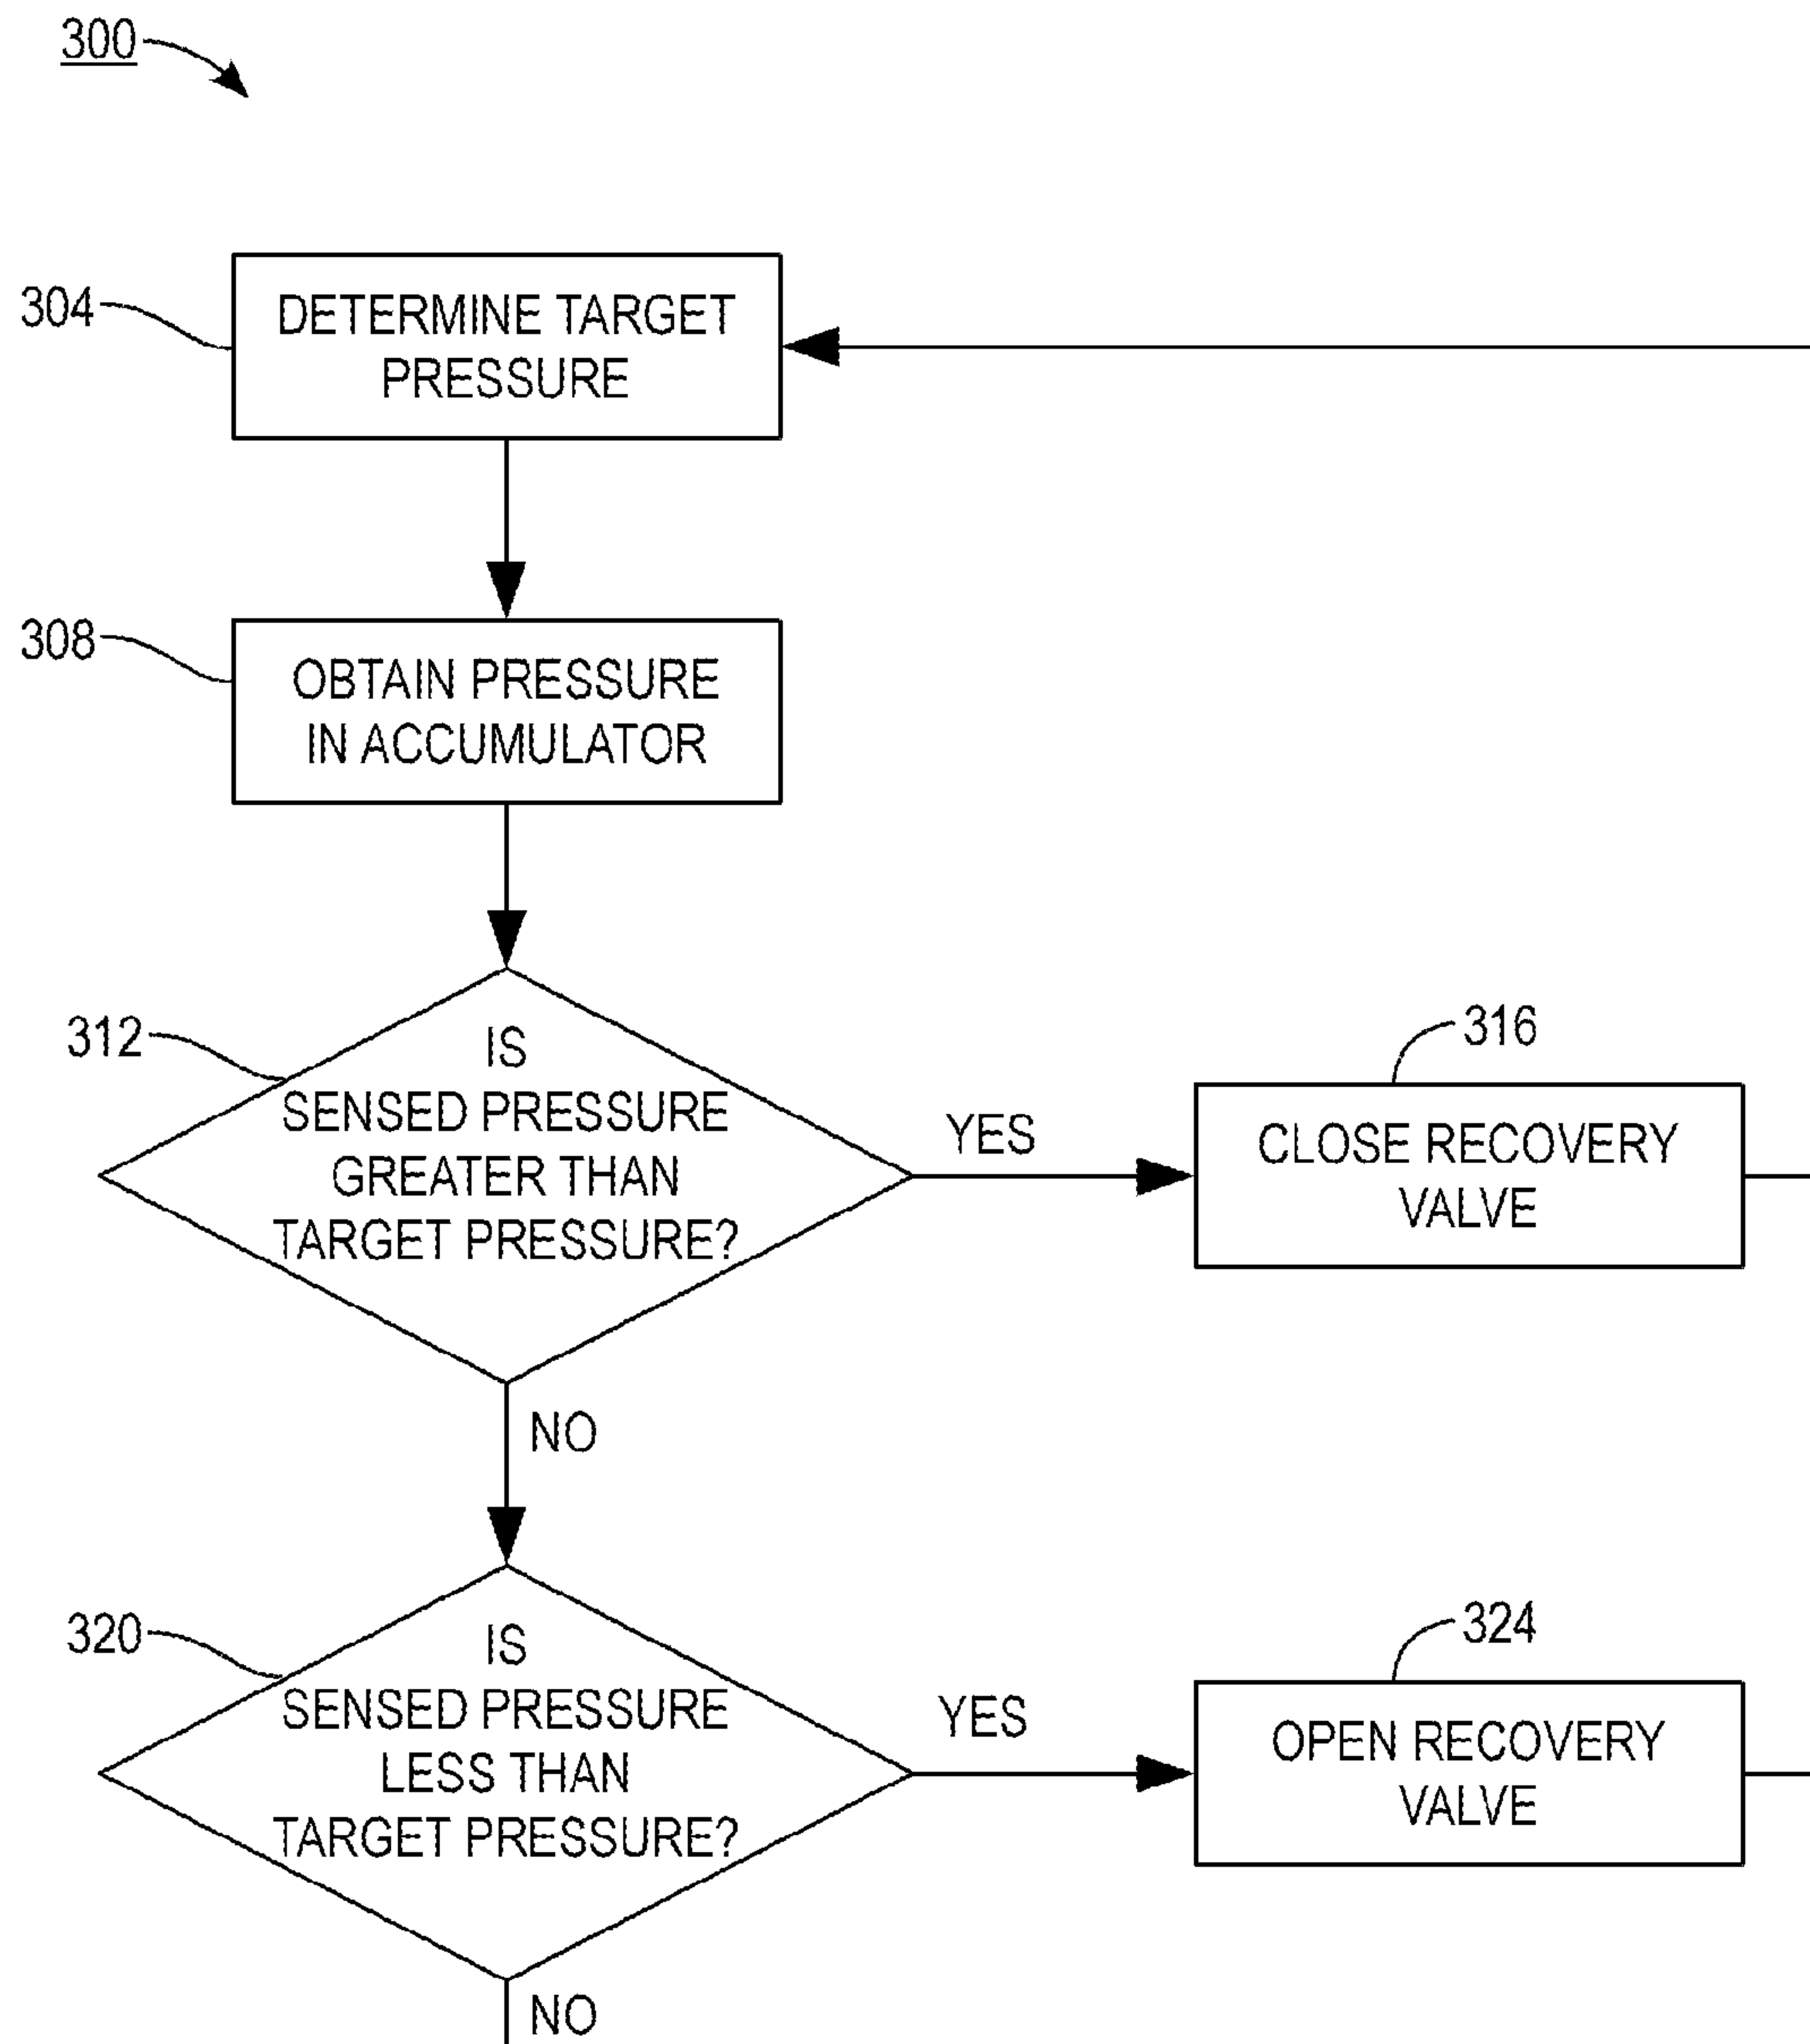 300
304
DETERMINE TARGET
PRESSURE
308
OBTAIN PRESSURE
IN ACCUMULATOR
312
IS
SENSED PRESSURE
GREATER THAN
TARGET PRESSURE?
YES
316
CLOSE RECOVERY
VALVE
NO
320
IS
SENSED PRESSURE
LESS THAN
TARGET PRESSURE?
YES
324
OPEN RECOVERY
VALVE
NO